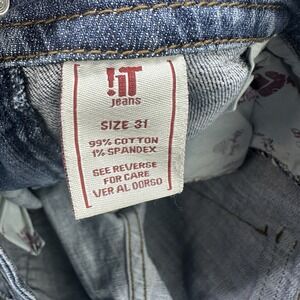 !iT
jeans
SIZE 31
99% COTTON
1% SPANDEX
SEE REVERSE
FOR CARE
VER AL DORSO